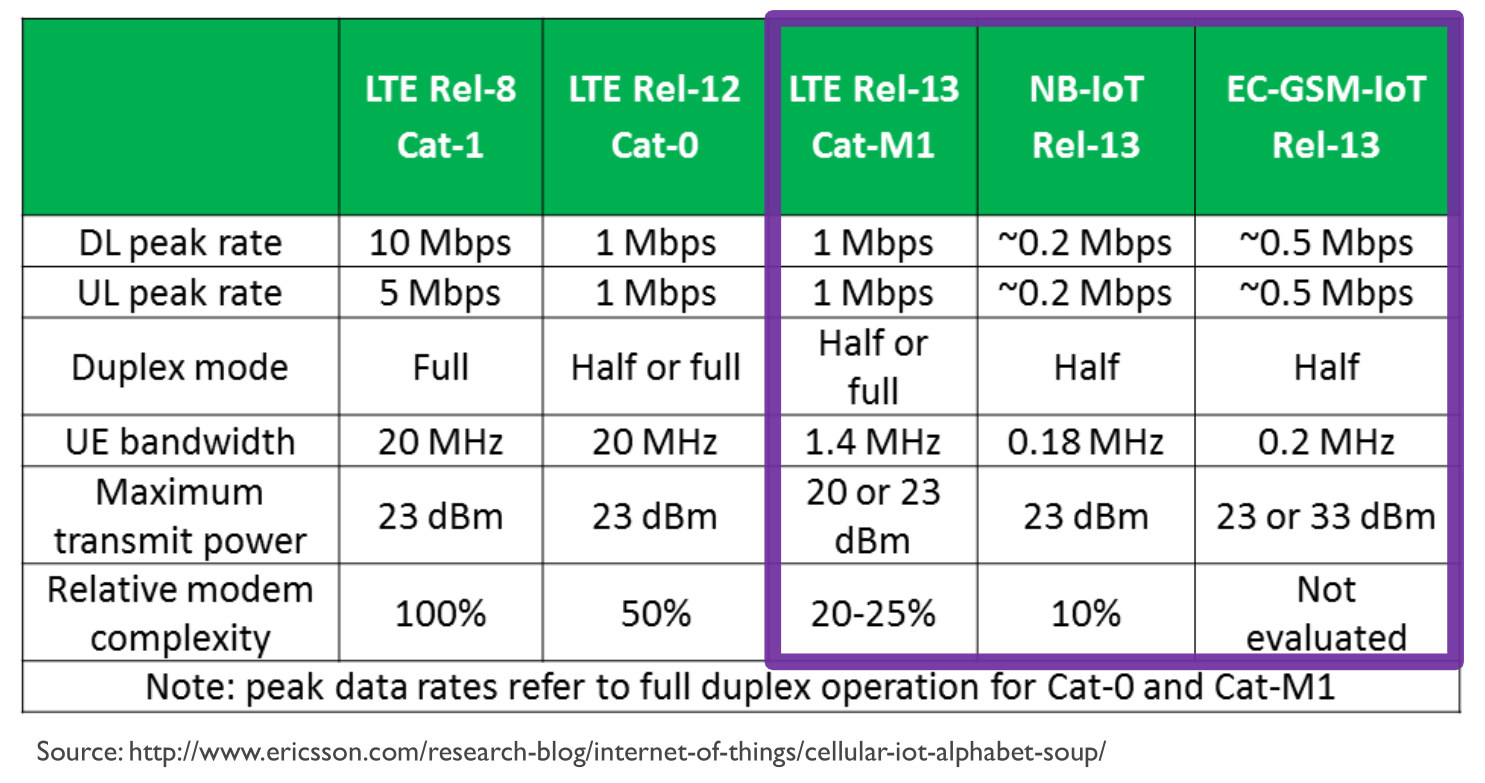 LTE Rel-8 Cat-1 LTE Rel-12 Cat-0 LTE Rel-13 Cat-M1 NB-IoT Rel-13 EC-GSM-IoT Rel-13
DL peak rate 10 Mbps 1 Mbps 1 Mbps ~0.2 Mbps ~0.5 Mbps
UL peak rate 5 Mbps 1 Mbps 1 Mbps ~0.2 Mbps ~0.5 Mbps
Duplex mode Full Half or full Half or full Half Half
UE bandwidth 20 MHz 20 MHz 1.4 MHz 0.18 MHz 0.2 MHz
Maximum transmit power 23 dBm 23 dBm 20 or 23 dBm 23 dBm 23 or 33 dBm
Relative modem complexity 100% 50% 20-25% 10% Not evaluated
Note: peak data rates refer to full duplex operation for Cat-0 and Cat-M1
Source: http://www.ericsson.com/research-blog/internet-of-things/cellular-iot-alphabet-soup/